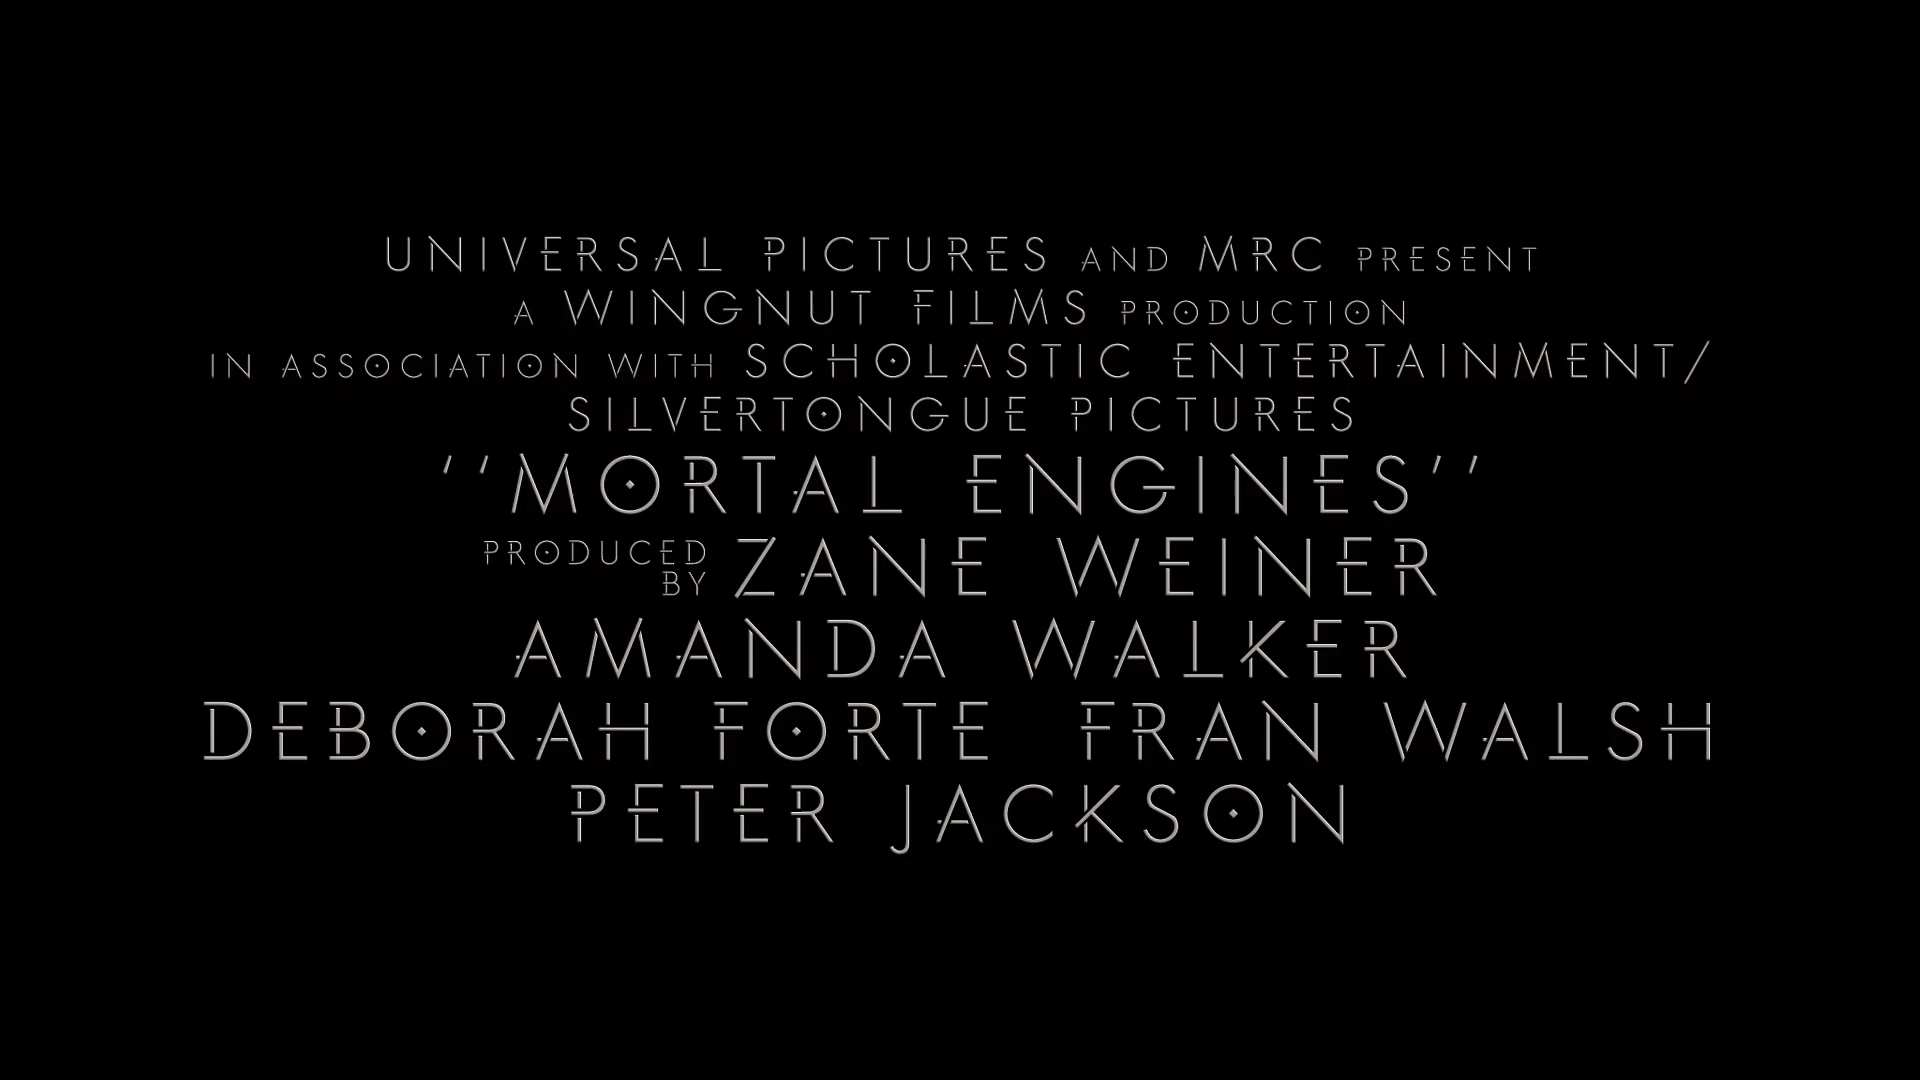 UNIVERSAL PICTURES AND MRC PRESENT
A WINGNUT FILMS PRODUCTION
IN ASSOCIATION WITH SCHOLASTIC ENTERTAINMENT/
SILVERTONGUE PICTURES
''MORTAL ENGINES''
PRODUCED BY ZANE WEINER
AMANDA WALKER
DEBORAH FORTE FRAN WALSH
PETER JACKSON